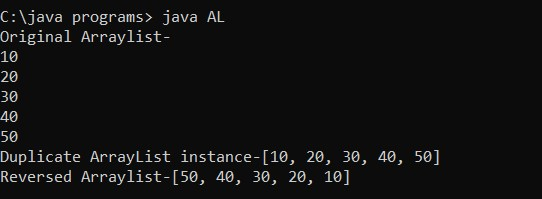 C:\java programs> java AL
Original Arraylist-
10
20
30
40
50
Duplicate ArrayList instance-[10, 20, 30, 40, 50]
Reversed Arraylist-[50, 40, 30, 20, 10]